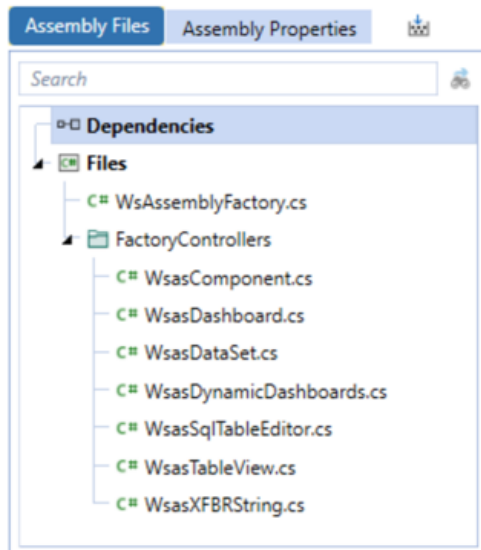 Assembly Files Assembly Properties
Search
Dependencies
C# Files
C# WsAssemblyFactory.cs
FactoryControllers
C# WsasComponent.cs
C# WsasDashboard.cs
C# WsasDataSet.cs
C# WsasDynamicDashboards.cs
C# WsasSqlTableEditor.cs
C# WsasTableView.cs
C# WsasXFBRString.cs